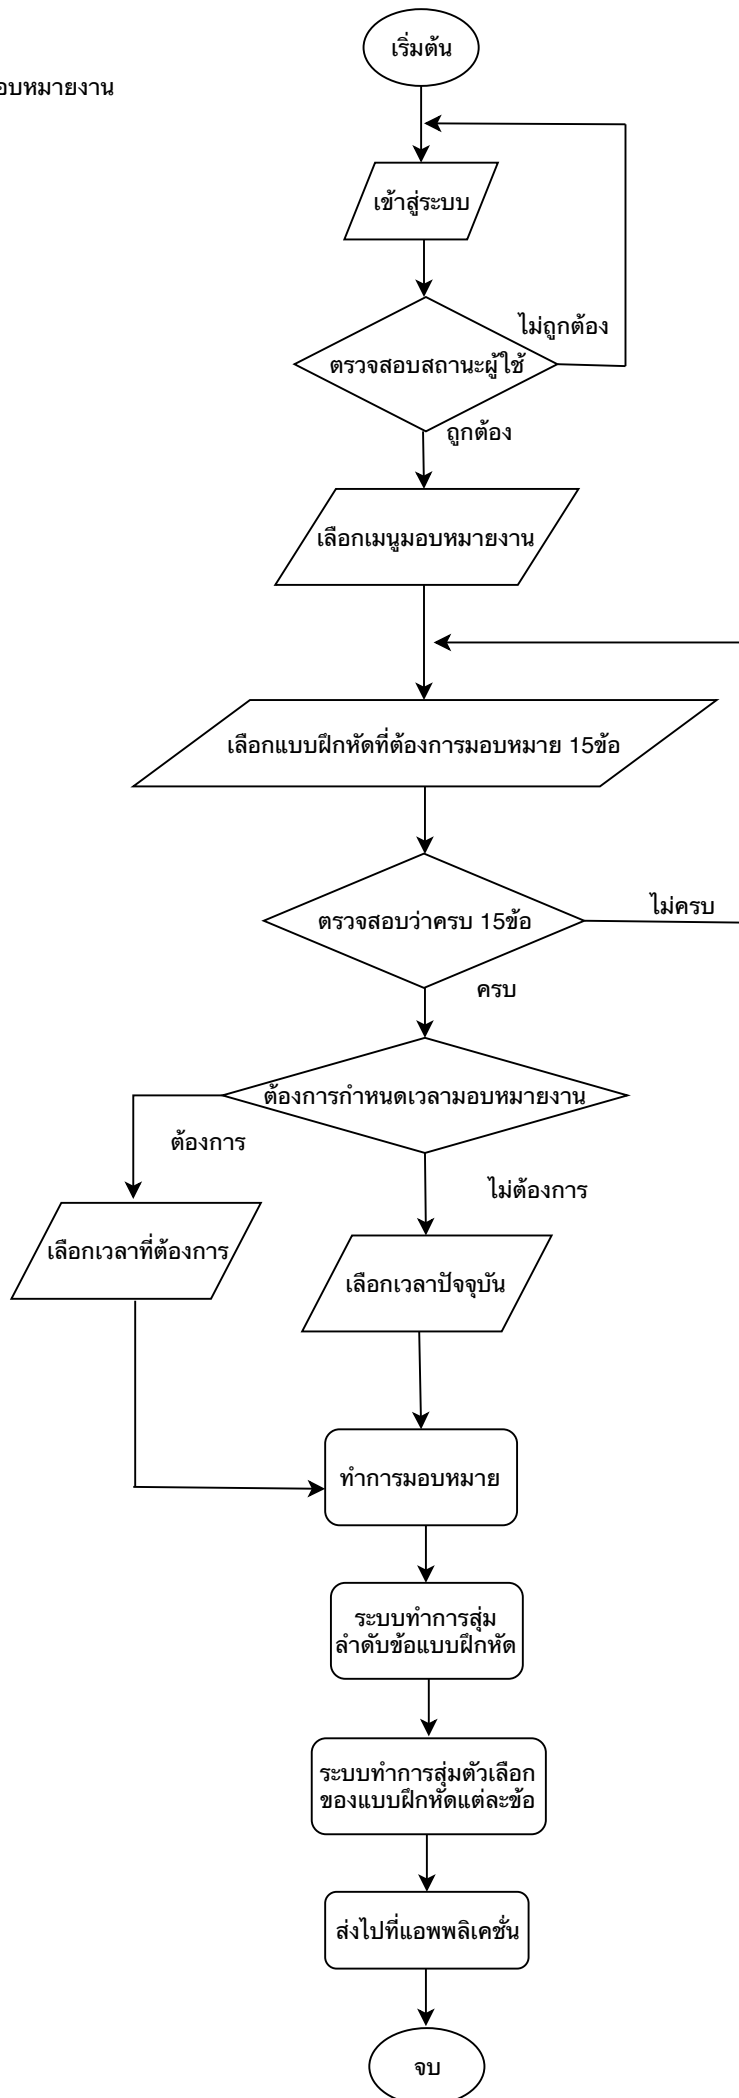 เริ่มต้น
อบหมายงาน
เข้าสู่ระบบ
ไม่ถูกต้อง
ตรวจสอบสถานะผู้ใช้
ถูกต้อง
เลือกเมนูมอบหมายงาน
เลือกแบบฝึกหัดที่ต้องการมอบหมาย 15ข้อ
ไม่ครบ
ตรวจสอบว่าครบ 15ข้อ
ครบ
ต้องการกำหนดเวลามอบหมายงาน
ต้องการ
ไม่ต้องการ
เลือกเวลาที่ต้องการ
เลือกเวลาปัจจุบัน
ทำการมอบหมาย
ระบบทำการสุ่ม
ลำดับข้อแบบฝึกหัด
ระบบทำการสุ่มตัวเลือก
ของแบบฝึกหัดแต่ละข้อ
ส่งไปที่แอพพลิเคชั่น
จบ